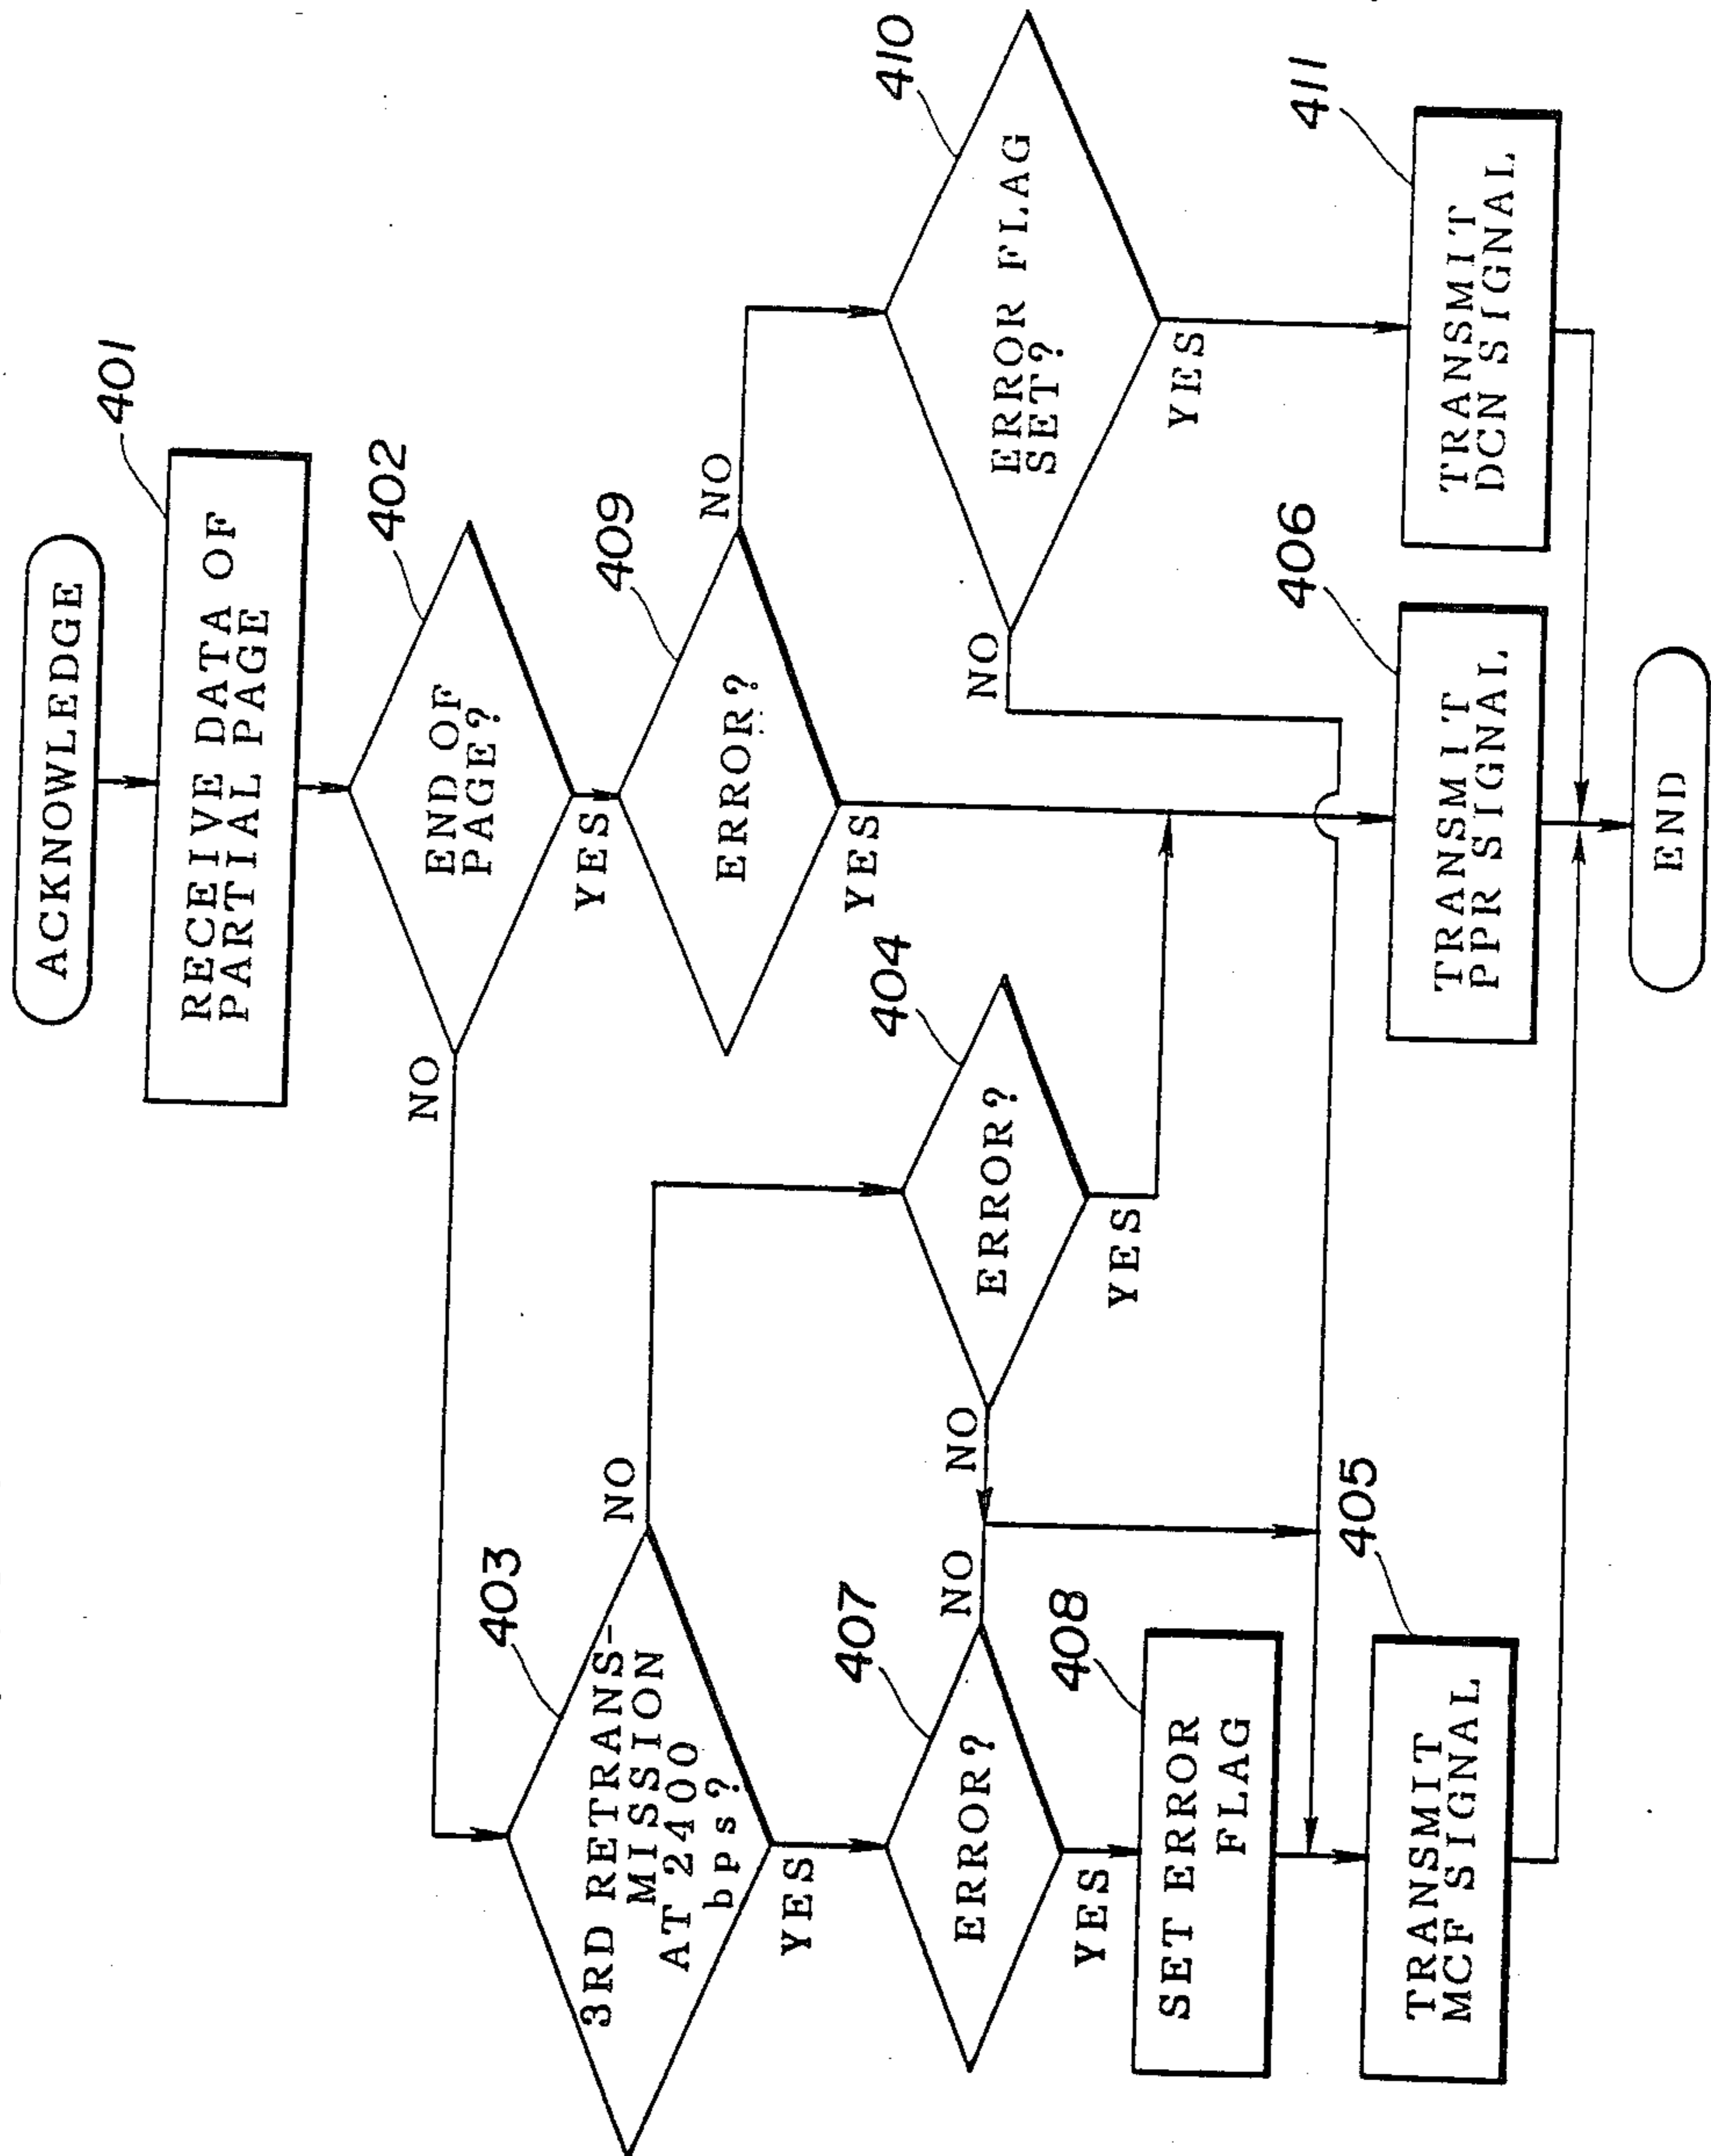 ACKNOWLEDGE
401
RECEIVE DATA OF
PARTIAL PAGE
402
END OF
PAGE?
NO
YES
403
3RD RETRANS-
MISSION
AT 2400
bps?
NO
YES
409
ERROR?
NO
YES
404
ERROR?
NO
YES
407
ERROR?
NO
YES
410
ERROR FLAG
SET?
NO
YES
408
SET ERROR
FLAG
405
TRANSMIT
MCF SIGNAL
406
TRANSMIT
PPR SIGNAL
411
TRANSMIT
DCN SIGNAL
END